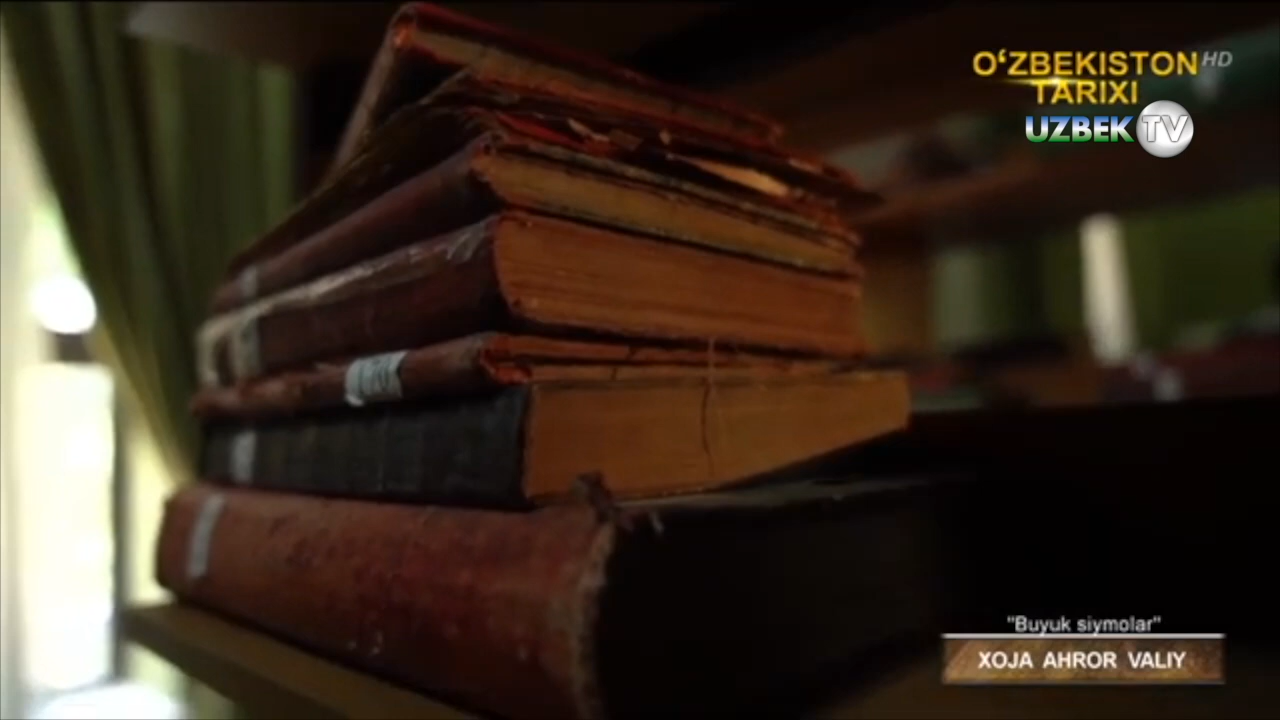 O‘ZBEKISTON HD
TARIXI
UZBEK TV
"Buyuk siymolar"
XOJA AHROR VALIY